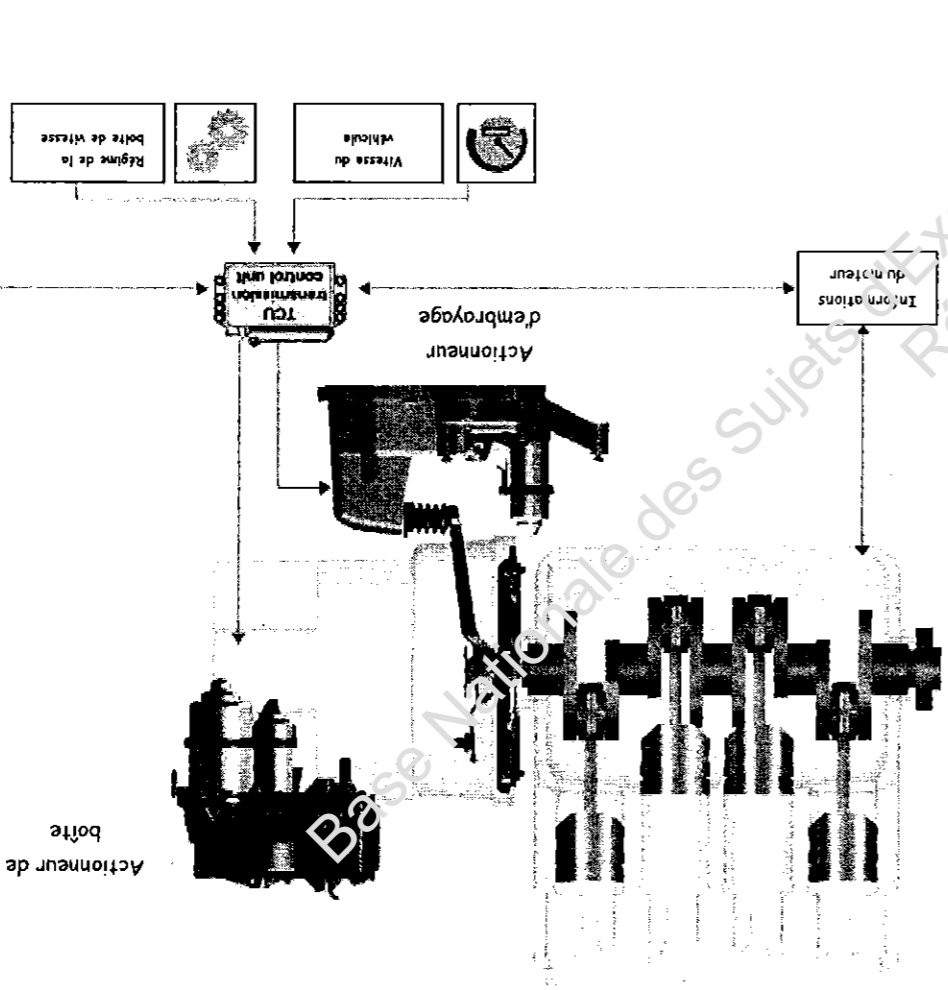 Actionneur de
boîte
Actionneur
d'embrayage
Informations
du moteur
TCU
transmission
control unit
Vitesse du
véhicule
Régime de la
boîte de vitesse
Base Nationale des Sujets d'Ex